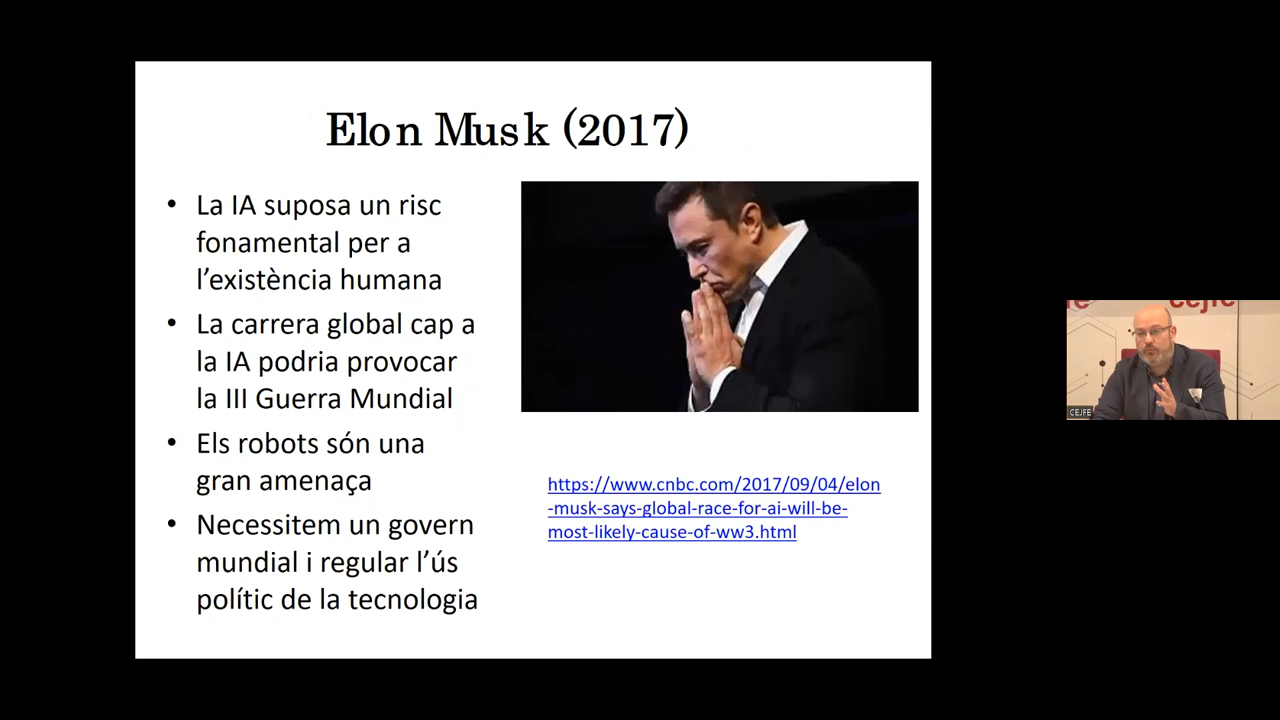 Elon Musk (2017)
• La IA suposa un risc
fonamental per a
l’existència humana
• La carrera global cap a
la IA podria provocar
la III Guerra Mundial
• Els robots són una
gran amenaça
• Necessitem un govern
mundial i regular l’ús
polític de la tecnologia
https://www.cnbc.com/2017/09/04/elon
-musk-says-global-race-for-ai-will-be-
most-likely-cause-of-ww3.html
cejfe
CEJFE